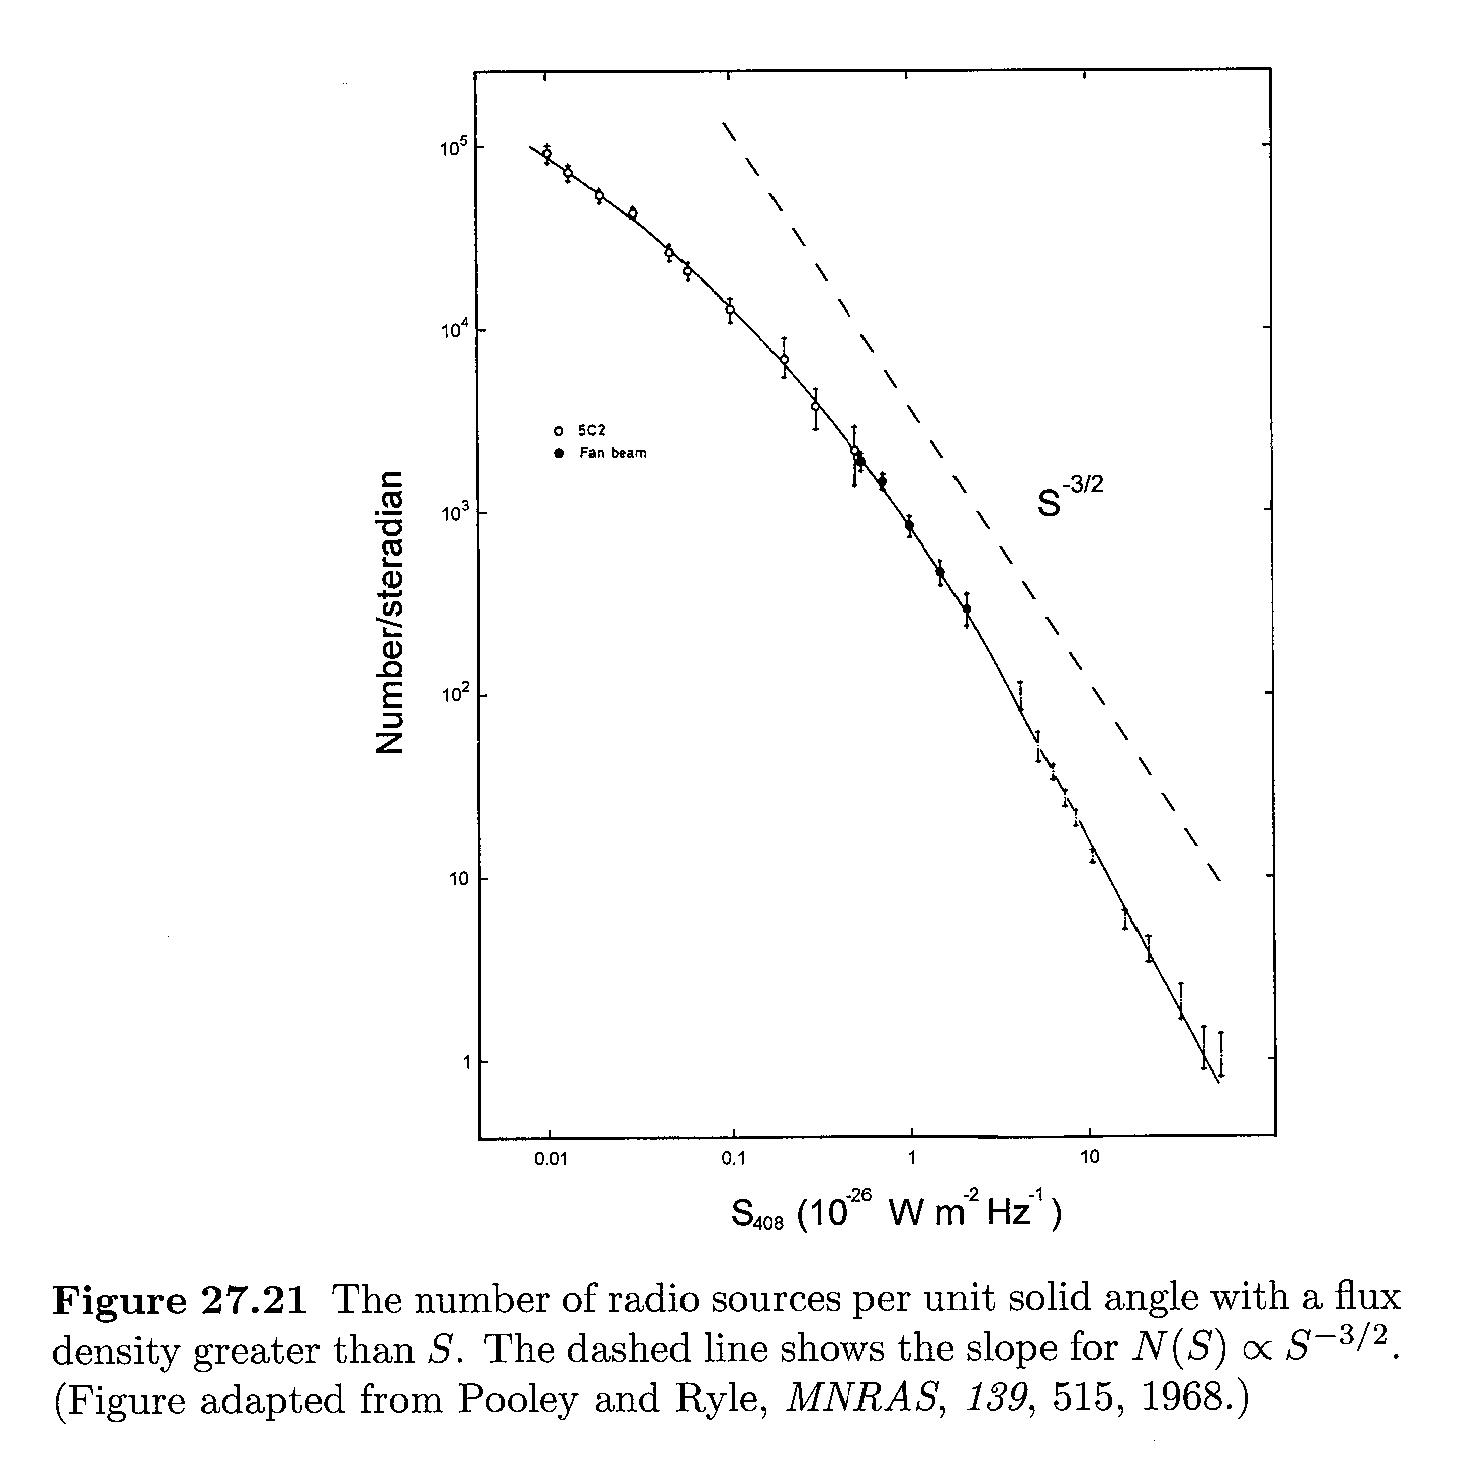 10⁵
10⁴
5C2
Fan beam
S⁻³/²
10³
10²
10
1
Number/steradian
0.01 0.1 1 10
S₄₀₈ (10⁻²⁶ W m⁻² Hz⁻¹)
Figure 27.21 The number of radio sources per unit solid angle with a flux
density greater than S. The dashed line shows the slope for N(S) ∝ S⁻³/².
(Figure adapted from Pooley and Ryle, MNRAS, 139, 515, 1968.)